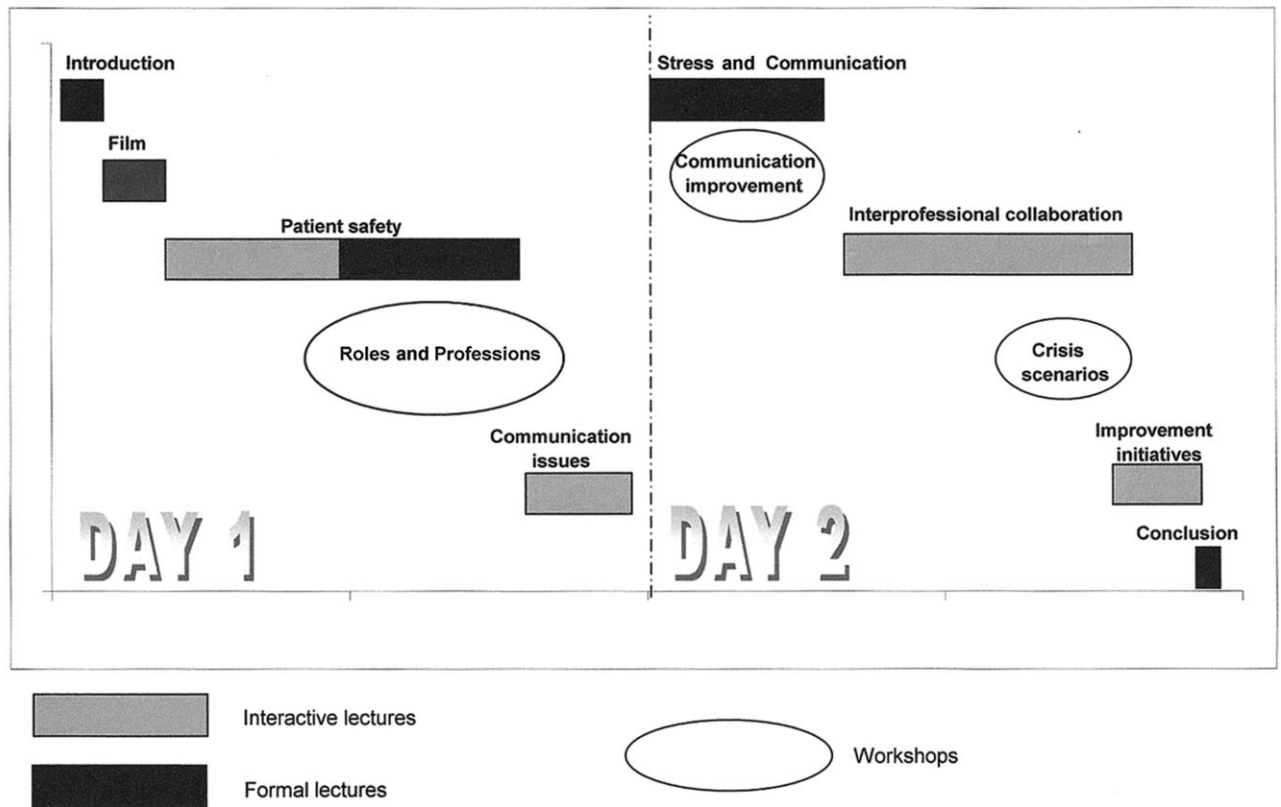 Introduction
Stress and Communication
Film
Communication
improvement
Interprofessional collaboration
Patient safety
Roles and Professions
Crisis
scenarios
Communication
issues
Improvement
initiatives
DAY 1
DAY 2
Conclusion
Interactive lectures
Workshops
Formal lectures